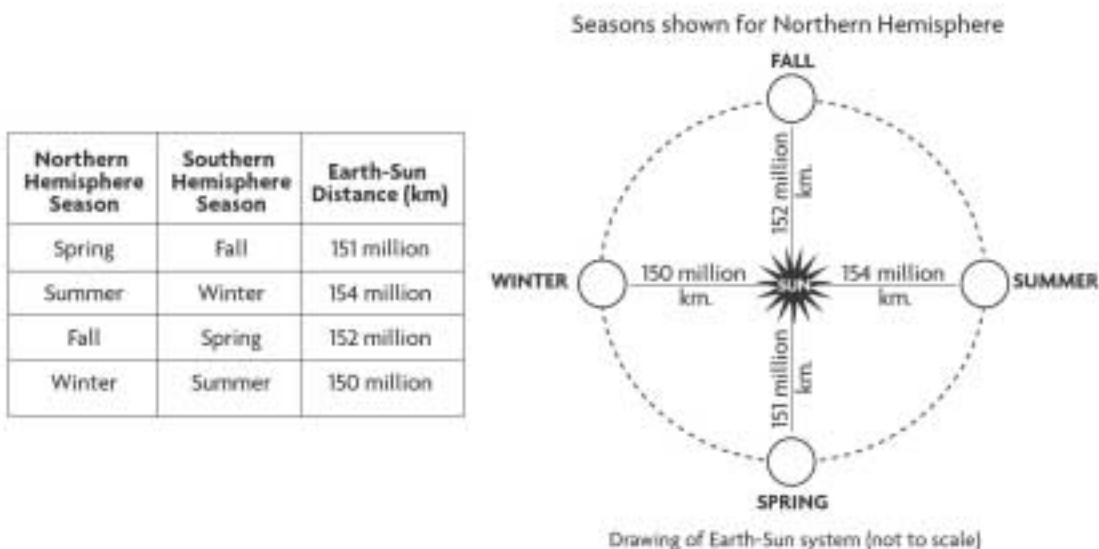 Seasons shown for Northern Hemisphere
Northern
Hemisphere
Season
Southern
Hemisphere
Season
Earth-Sun
Distance (km)
Spring
Fall
151 million
Summer
Winter
154 million
Fall
Spring
152 million
Winter
Summer
150 million
FALL
152 million
km.
WINTER
150 million
km.
SUN
154 million
km.
SUMMER
151 million
km.
SPRING
Drawing of Earth-Sun system (not to scale)